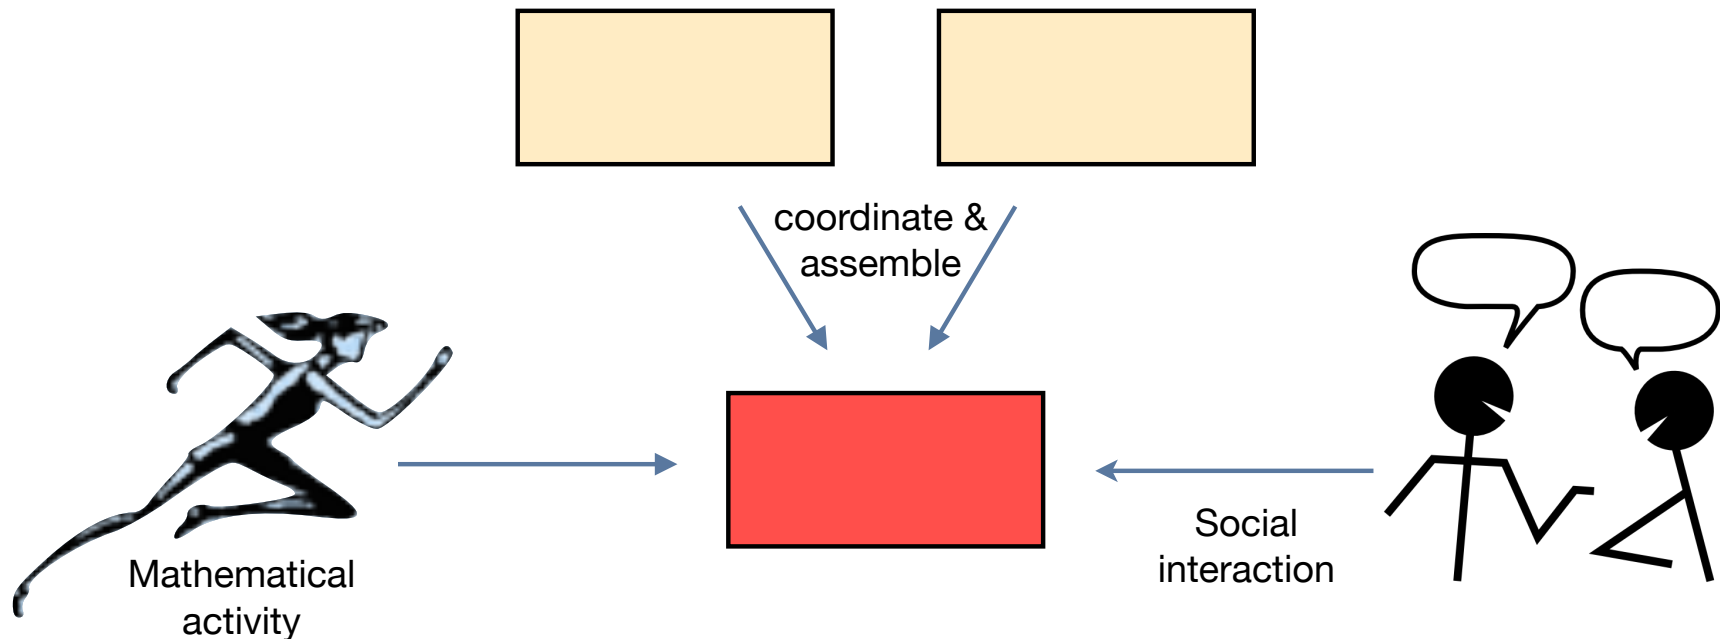 coordinate &
assemble
Mathematical
activity
Social
interaction